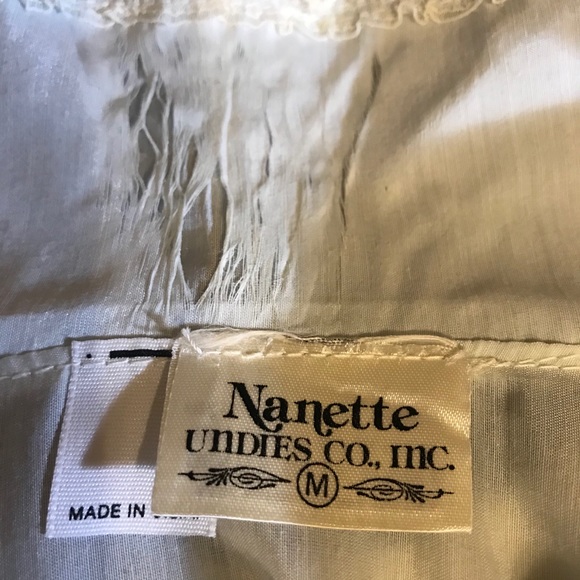 Nanette
UNDIES CO., INC.
M
MADE IN